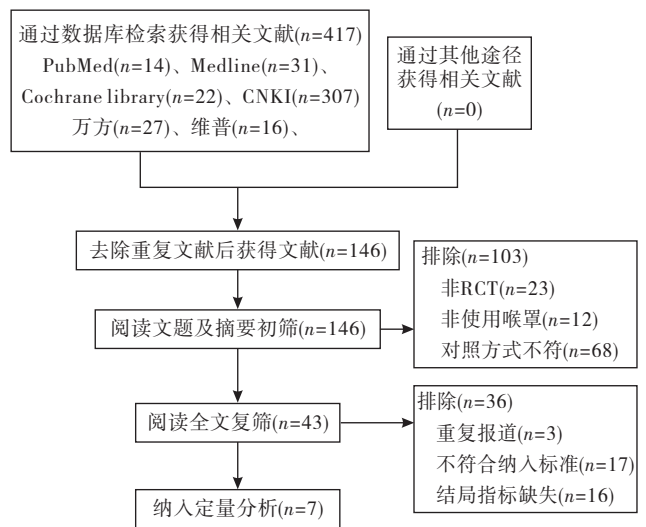 通过数据库检索获得相关文献(n=417)
PubMed(n=14)、Medline(n=31)、
Cochrane library(n=22)、CNKI(n=307)
万方(n=27)、维普(n=16)、
通过其他途径
获得相关文献
(n=0)
去除重复文献后获得文献(n=146)
阅读文题及摘要初筛(n=146)
排除(n=103)
非RCT(n=23)
非使用喉罩(n=12)
对照方式不符(n=68)
阅读全文复筛(n=43)
排除(n=36)
重复报道(n=3)
不符合纳入标准(n=17)
结局指标缺失(n=16)
纳入定量分析(n=7)